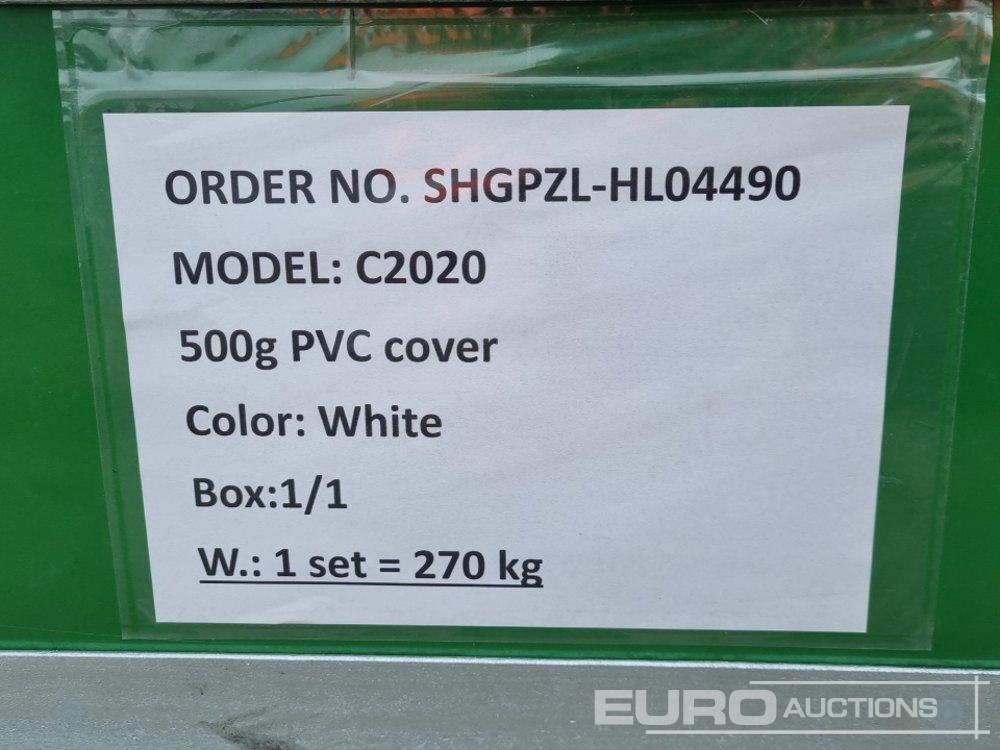 ORDER NO. SHGPZL-HL04490
MODEL: C2020
500g PVC cover
Color: White
Box:1/1
W.: 1 set = 270 kg
EURO AUCTIONS